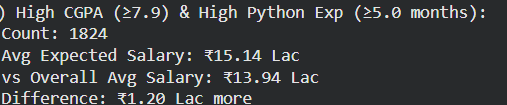 ) High CGPA (≥7.9) & High Python Exp (≥5.0 months):
Count: 1824
Avg Expected Salary: ₹15.14 Lac
vs Overall Avg Salary: ₹13.94 Lac
Difference: ₹1.20 Lac more